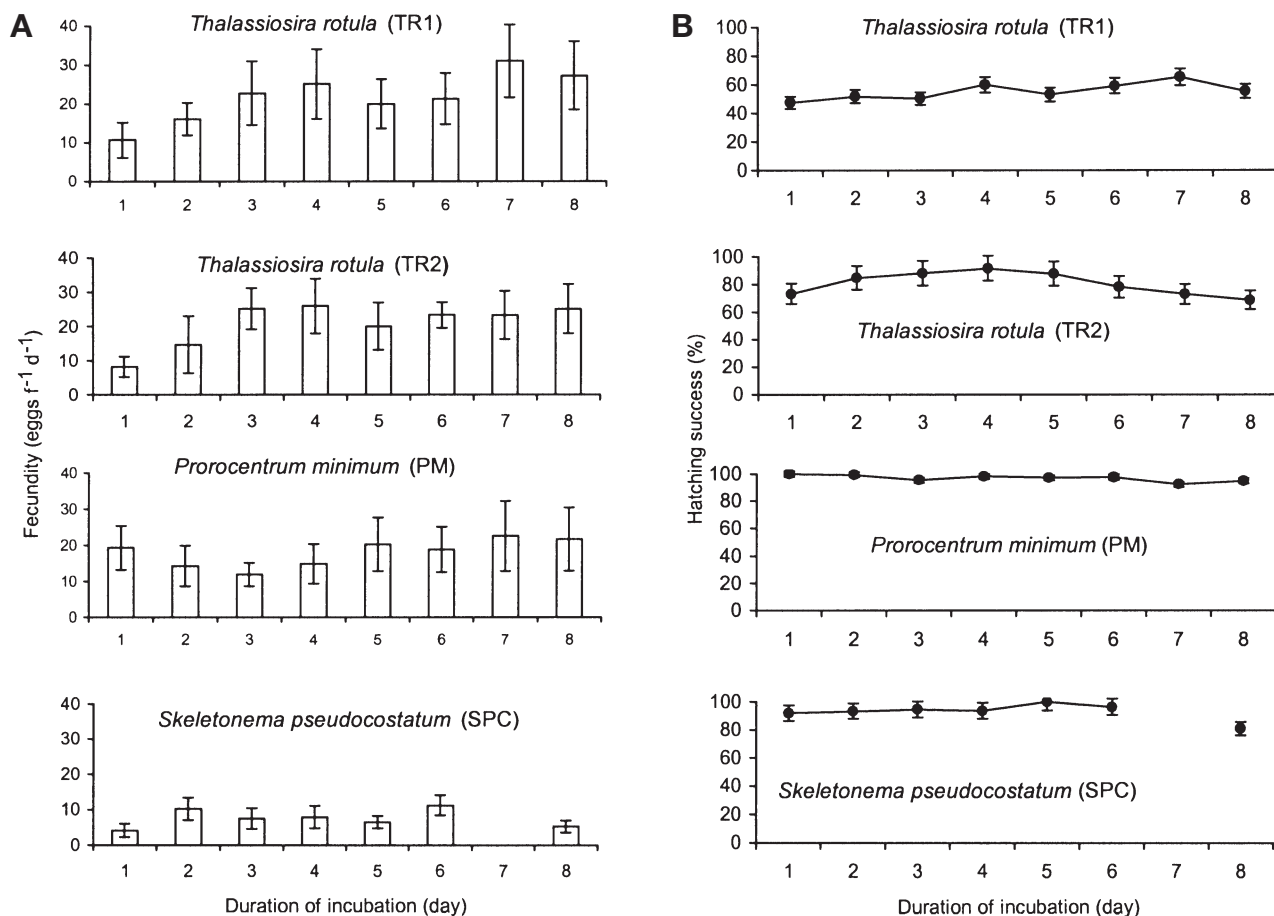 A
Thalassiosira rotula (TR1)
40
30
20
10
0
1 2 3 4 5 6 7 8
Thalassiosira rotula (TR2)
40
30
20
10
0
1 2 3 4 5 6 7 8
Fecundity (eggs f⁻¹ d⁻¹)
Prorocentrum minimum (PM)
40
30
20
10
0
1 2 3 4 5 6 7 8
Skeletonema pseudocostatum (SPC)
40
30
20
10
0
1 2 3 4 5 6 7 8
Duration of incubation (day)
B
Thalassiosira rotula (TR1)
100
80
60
40
20
0
1 2 3 4 5 6 7 8
100
80
60
40
20
0
Thalassiosira rotula (TR2)
1 2 3 4 5 6 7 8
Hatching success (%)
100
80
60
40
20
0
Prorocentrum minimum (PM)
1 2 3 4 5 6 7 8
100
80
60
40
20
0
Skeletonema pseudocostatum (SPC)
1 2 3 4 5 6 7 8
Duration of incubation (day)